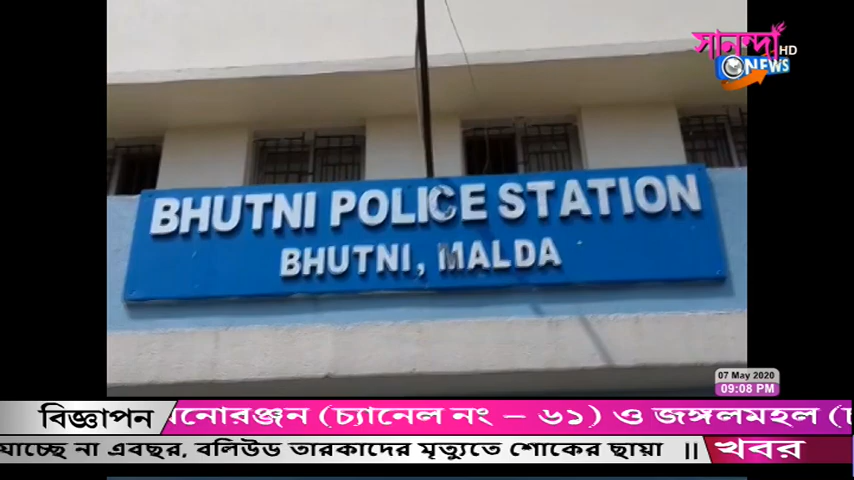 সানন্দা HD
ONEWS
BHUTNI POLICE STATION
BHUTNI, MALDA
07 May 2020
09:08 PM
বিজ্ঞাপন নোরঞ্জন (চ্যানেল নং – ৬১) ও জঙ্গলমহল (চ
যাচ্ছে না এবছর, বলিউড তারকাদের মৃত্যুতে শোকের ছায়া || খবর